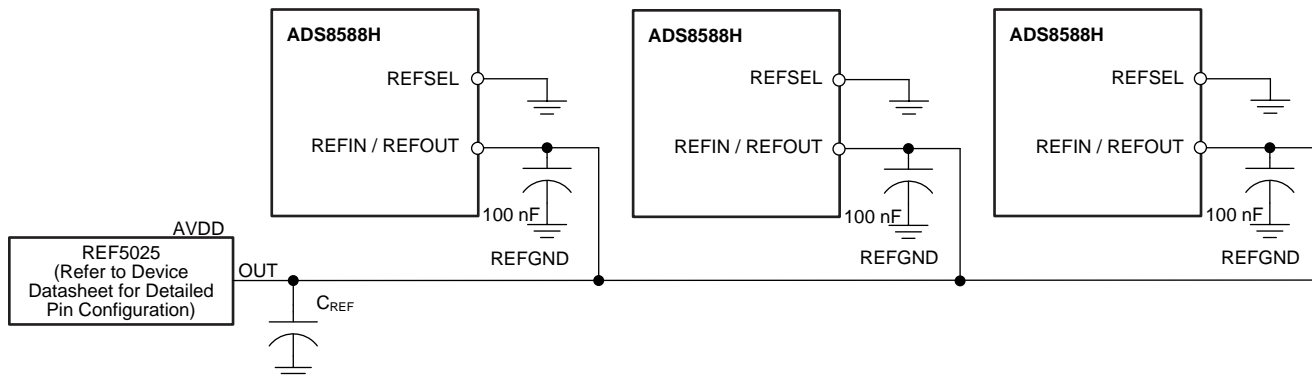 ADS8588H
REFSEL
REFIN / REFOUT
100 nF
REFGND
ADS8588H
REFSEL
REFIN / REFOUT
100 nF
REFGND
ADS8588H
REFSEL
REFIN / REFOUT
100 nF
REFGND
AVDD
REF5025
(Refer to Device
Datasheet for Detailed
Pin Configuration)
OUT
CREF